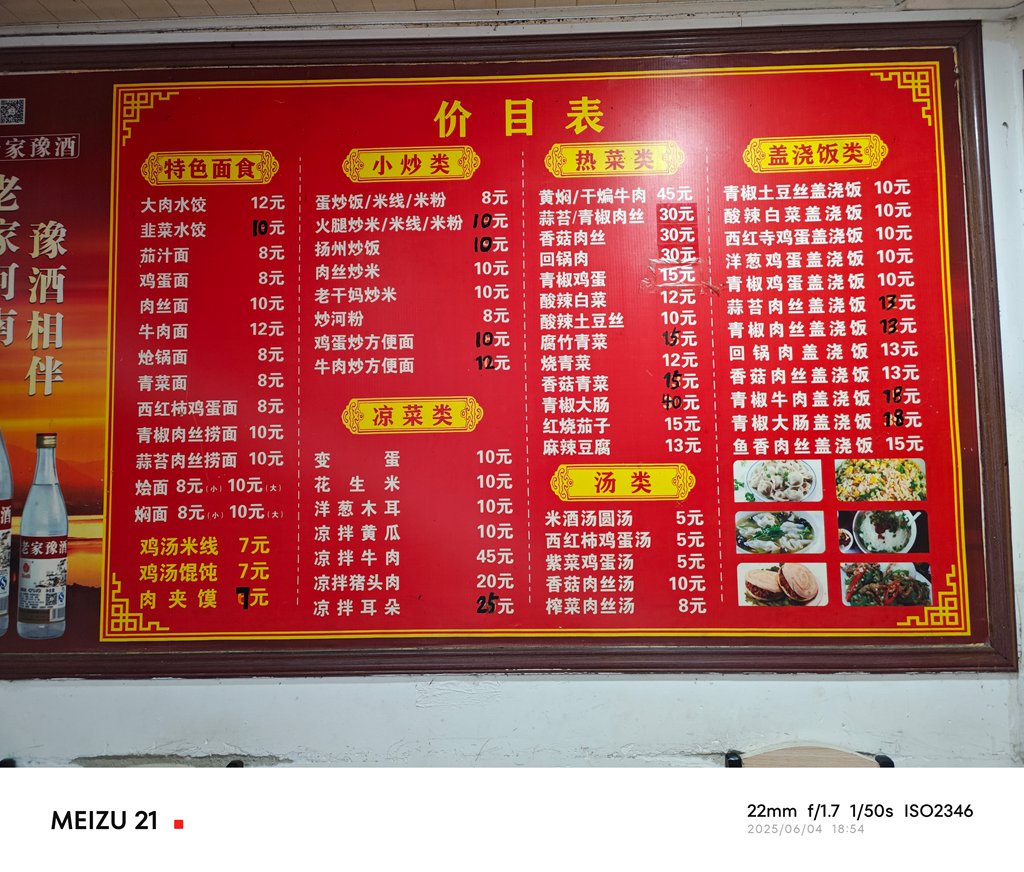 价目表
特色面食
大肉水饺 12元
韭菜水饺 10元
茄汁面 8元
鸡蛋面 8元
肉丝面 10元
牛肉面 12元
炝锅面 8元
青菜面 8元
西红柿鸡蛋面 8元
青椒肉丝捞面 10元
蒜苔肉丝捞面 10元
烩面 8元(小) 10元(大)
焖面 8元(小) 10元(大)
鸡汤米线 7元
鸡汤馄饨 7元
肉夹馍 7元
小炒类
蛋炒饭/米线/米粉 8元
火腿炒米/米线/米粉 10元
扬州炒饭 10元
肉丝炒米 10元
老干妈炒米 10元
炒河粉 8元
鸡蛋炒方便面 10元
牛肉炒方便面 12元
凉菜类
变蛋 10元
花生米 10元
洋葱木耳 10元
凉拌黄瓜 10元
凉拌牛肉 45元
凉拌猪头肉 20元
凉拌耳朵 25元
热菜类
黄焖/干煸牛肉 45元
蒜苔/青椒肉丝 30元
香菇肉丝 30元
回锅肉 30元
青椒鸡蛋 15元
酸辣白菜 12元
酸辣土豆丝 10元
腐竹青菜 15元
烧青菜 12元
香菇青菜 15元
青椒大肠 40元
红烧茄子 15元
麻辣豆腐 13元
汤类
米酒汤圆汤 5元
西红柿鸡蛋汤 5元
紫菜鸡蛋汤 5元
香菇肉丝汤 10元
榨菜肉丝汤 8元
盖浇饭类
青椒土豆丝盖浇饭 10元
酸辣白菜盖浇饭 10元
西红寺鸡蛋盖浇饭 10元
洋葱鸡蛋盖浇饭 10元
青椒鸡蛋盖浇饭 10元
蒜苔肉丝盖浇饭 13元
青椒肉丝盖浇饭 13元
回锅肉盖浇饭 13元
香菇肉丝盖浇饭 13元
青椒牛肉盖浇饭 18元
青椒大肠盖浇饭 18元
鱼香肉丝盖浇饭 15元
家豫酒
老家河南
豫酒相伴
老家豫酒
MEIZU 21
22mm f/1.7 1/50s ISO2346
2025/06/04 18:54